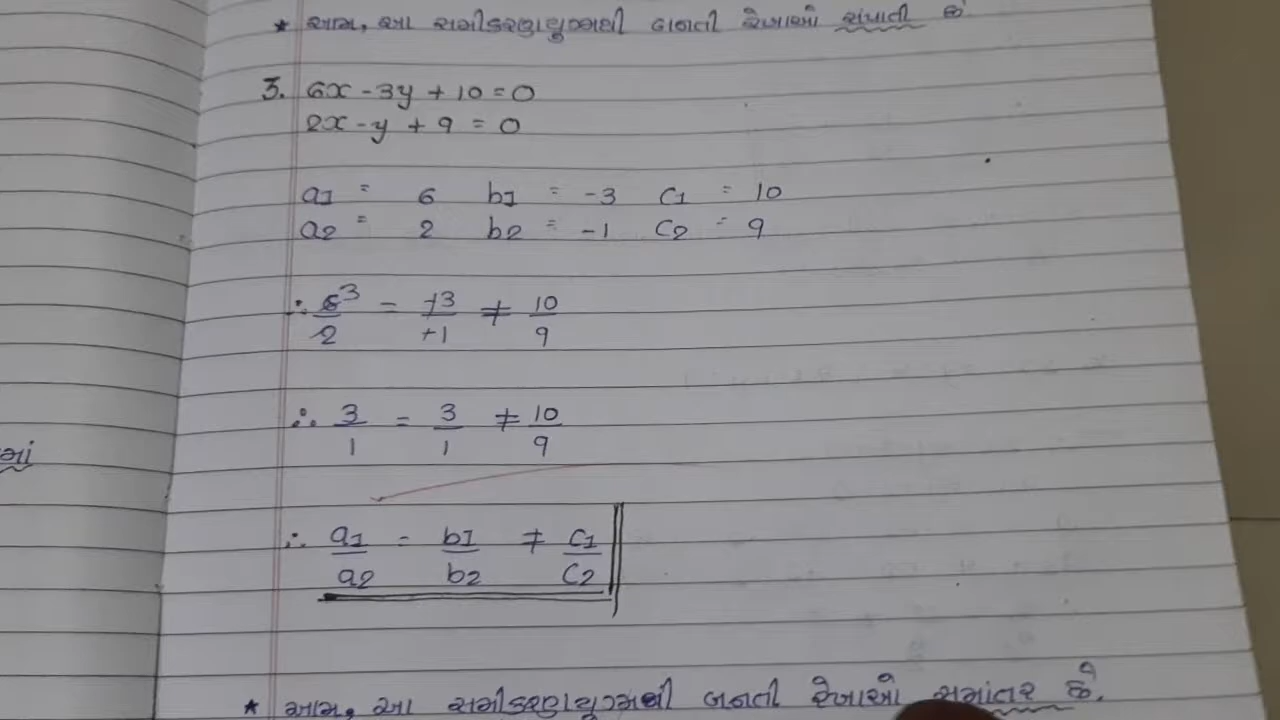 * આમ, આ સમીકરણયુગ્મથી બનતી રેખાઓ સંપાતી છે.
3. 6x - 3y + 10 = 0
2x - y + 9 = 0
a1 = 6 b1 = -3 c1 = 10
a2 = 2 b2 = -1 c2 = 9
∴ 6/2 3 = +3/+1 ≠ 10/9
∴ 3/1 = 3/1 ≠ 10/9
∴ a1/a2 = b1/b2 ≠ c1/c2
* આમ, આ સમીકરણયુગ્મથી બનતી રેખાઓ સમાંતર છે.